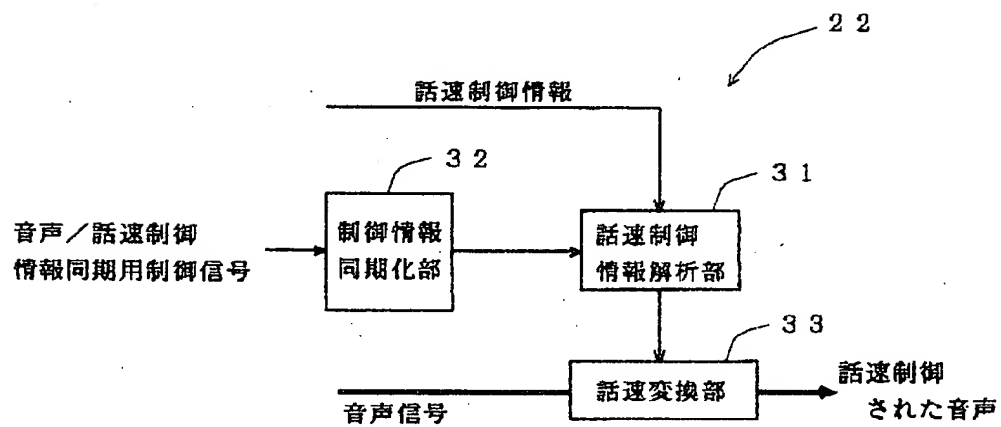 ２２
話速制御情報
３２
３１
音声／話速制御
情報同期用制御信号
制御情報
同期化部
話速制御
情報解析部
３３
音声信号
話速変換部
話速制御
された音声